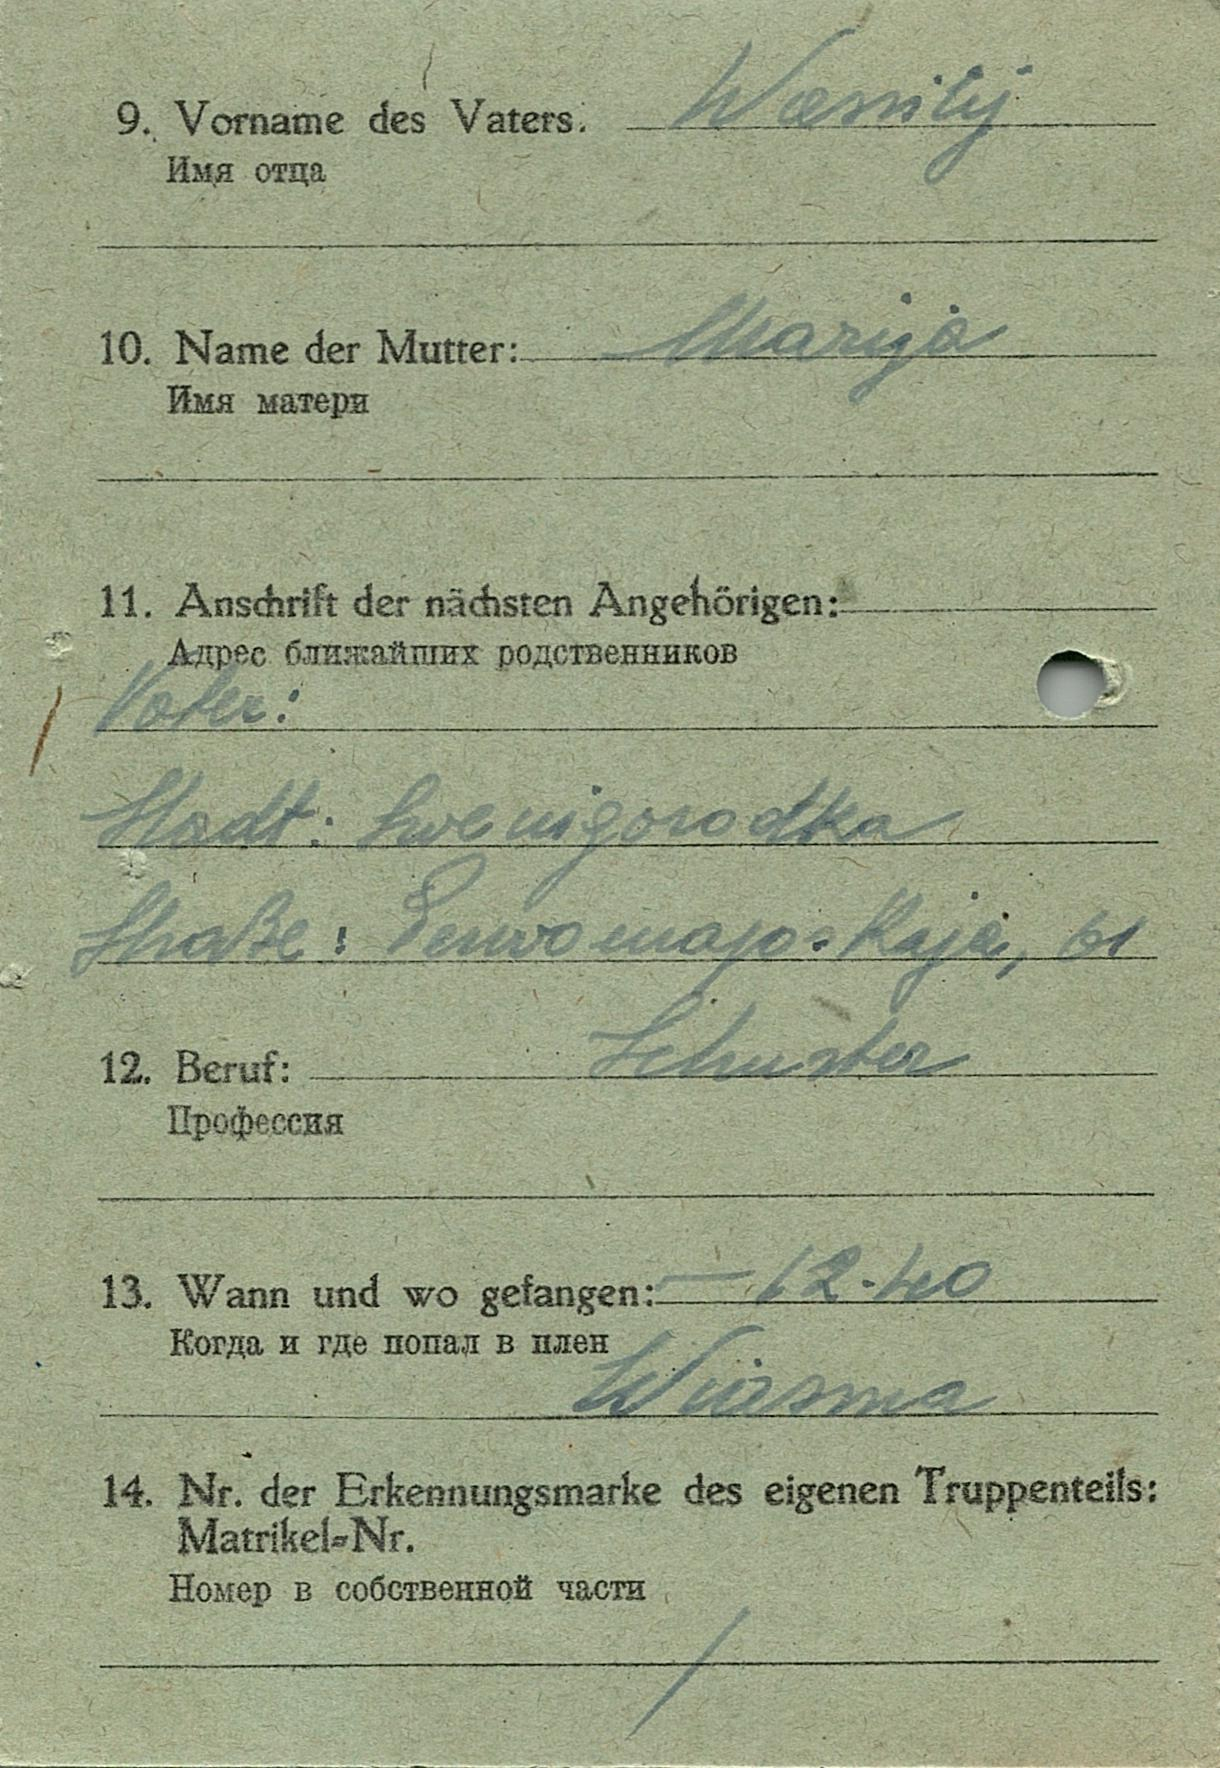 9. Vorname des Vaters. Wassilij
Имя отца
10. Name der Mutter: Marija
Имя матери
11. Anschrift der nächsten Angehörigen:
Адрес ближайших родственников
Vater:
Stadt: Swenigorodka
Straße: Perwomajskaja, 61
12. Beruf: Schuster
Профессия
13. Wann und wo gefangen: – 12.40
Когда и где попал в плен
Wiasma
14. Nr. der Erkennungsmarke des eigenen Truppenteils:
Matrikel-Nr.
Номер в собственной части
/